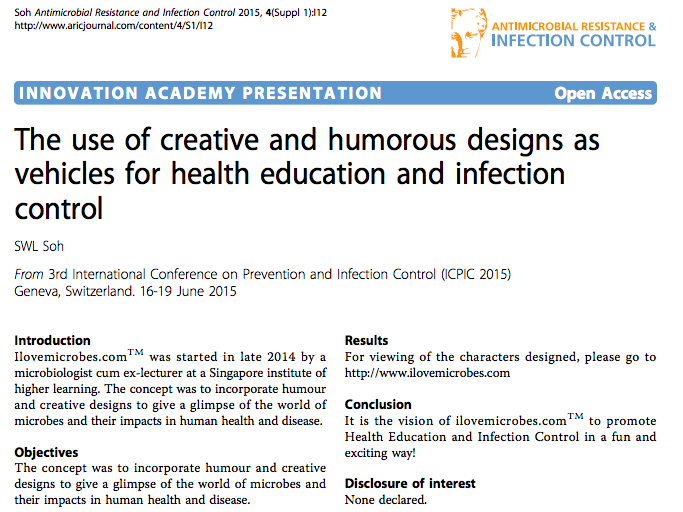 Soh Antimicrobial Resistance and Infection Control 2015, 4(Suppl 1):I12
http://www.aricjournal.com/content/4/S1/I12
ANTIMICROBIAL RESISTANCE &
INFECTION CONTROL
INNOVATION ACADEMY PRESENTATION Open Access
The use of creative and humorous designs as
vehicles for health education and infection
control
SWL Soh
From 3rd International Conference on Prevention and Infection Control (ICPIC 2015)
Geneva, Switzerland. 16-19 June 2015
Introduction
Ilovemicrobes.com™ was started in late 2014 by a
microbiologist cum ex-lecturer at a Singapore institute of
higher learning. The concept was to incorporate humour
and creative designs to give a glimpse of the world of
microbes and their impacts in human health and disease.
Objectives
The concept was to incorporate humour and creative
designs to give a glimpse of the world of microbes and
their impacts in human health and disease.
Results
For viewing of the characters designed, please go to
http://www.ilovemicrobes.com
Conclusion
It is the vision of ilovemicrobes.com™ to promote
Health Education and Infection Control in a fun and
exciting way!
Disclosure of interest
None declared.